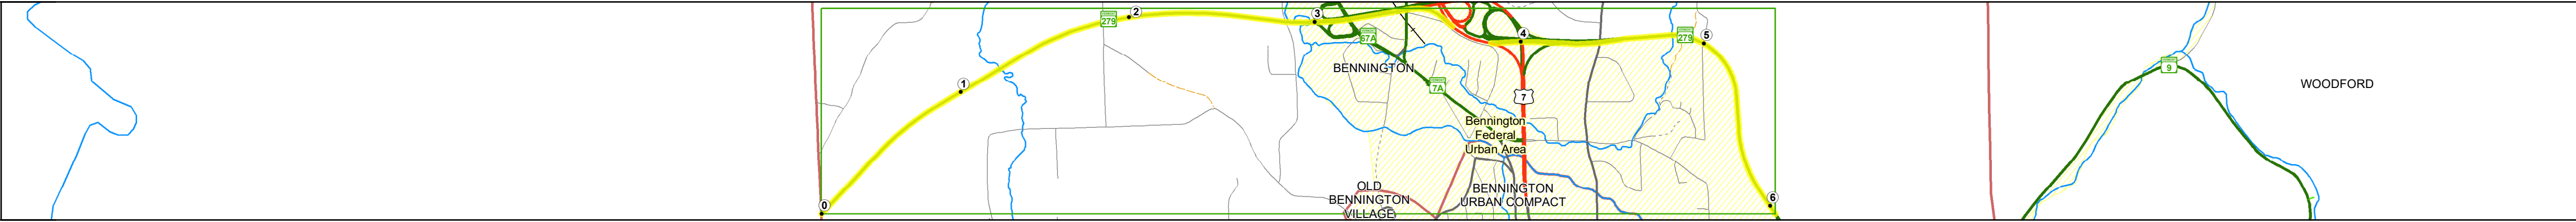 279
2
3
67A
4
279
5
9
BENNINGTON
1
7A
7
WOODFORD
Bennington
Federal
Urban Area
OLD
BENNINGTON
VILLAGE
BENNINGTON
URBAN COMPACT
0
6